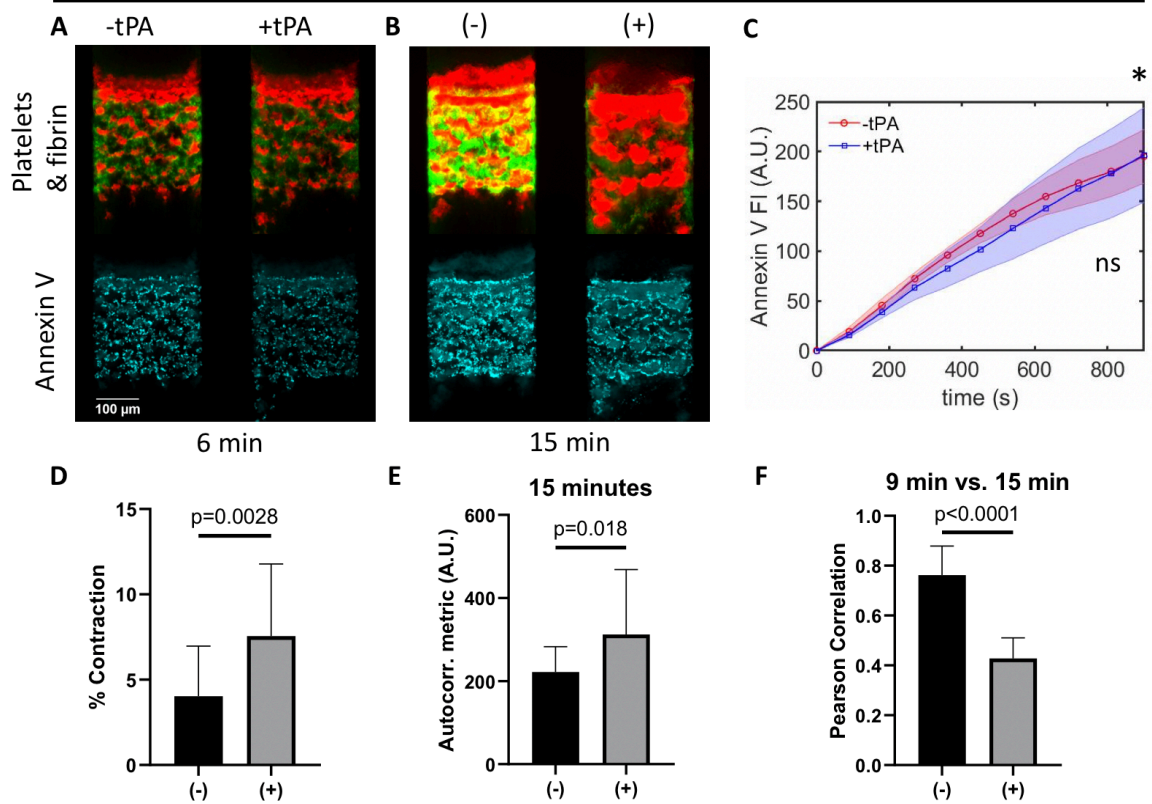 A
-tPA
+tPA
B
(-)
(+)
C
Platelets
& fibrin
Annexin V
100 µm
6 min
15 min
*
Annexin V FI (A.U.)
250
200
150
100
50
0
-tPA
+tPA
ns
0
200
400
600
800
time (s)
D
% Contraction
15
10
5
0
p=0.0028
(-)
(+)
E
15 minutes
Autocorr. metric (A.U.)
600
400
200
0
p=0.018
(-)
(+)
F
9 min vs. 15 min
Pearson Correlation
1.0
0.8
0.6
0.4
0.2
0.0
p<0.0001
(-)
(+)